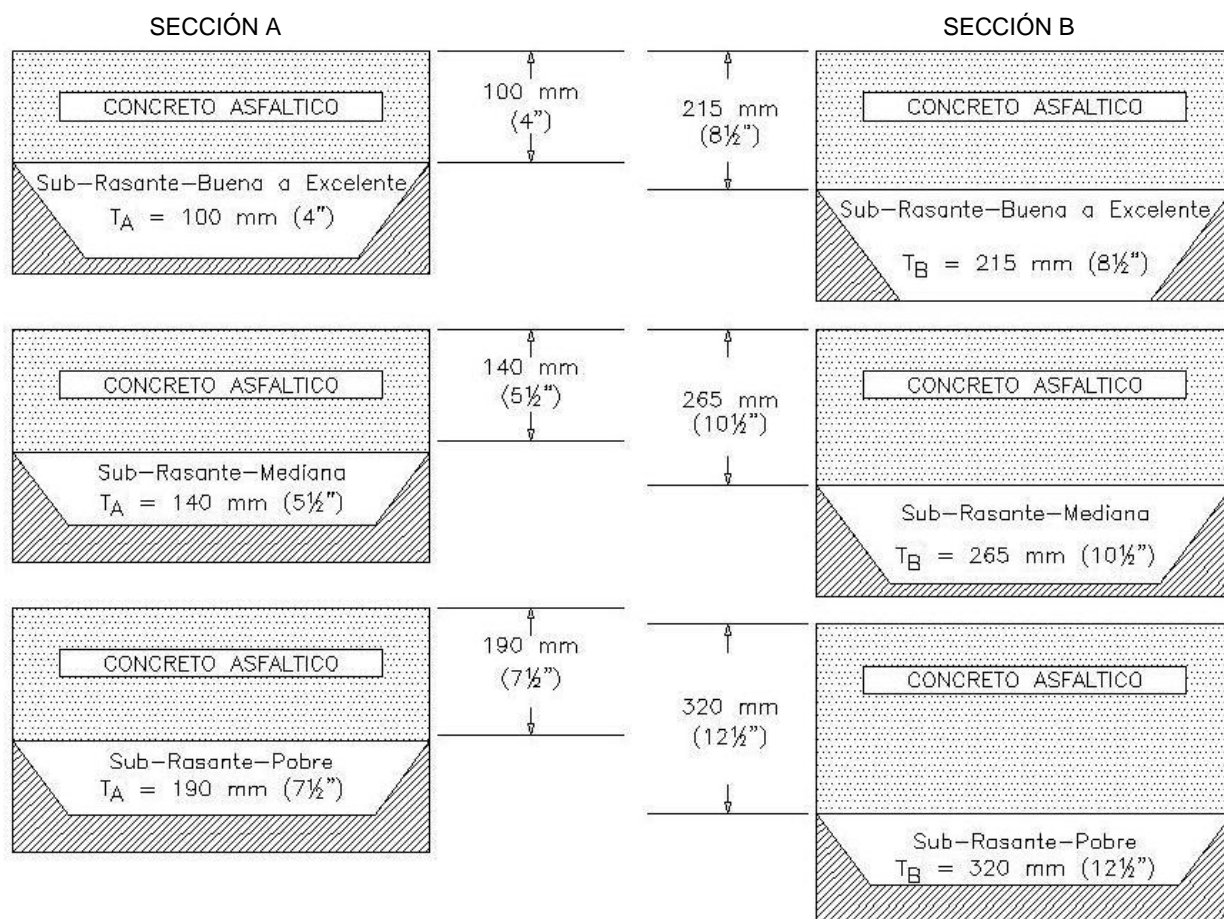 SECCIÓN A
SECCIÓN B
CONCRETO ASFALTICO
100 mm
(4")
215 mm
(8½")
CONCRETO ASFALTICO
Sub-Rasante-Buena a Excelente
T_A = 100 mm (4")
Sub-Rasante-Buena a Excelente
T_B = 215 mm (8½")
CONCRETO ASFALTICO
140 mm
(5½")
265 mm
(10½")
CONCRETO ASFALTICO
Sub-Rasante-Mediana
T_A = 140 mm (5½")
Sub-Rasante-Mediana
T_B = 265 mm (10½")
CONCRETO ASFALTICO
190 mm
(7½")
320 mm
(12½")
CONCRETO ASFALTICO
Sub-Rasante-Pobre
T_A = 190 mm (7½")
Sub-Rasante-Pobre
T_B = 320 mm (12½")